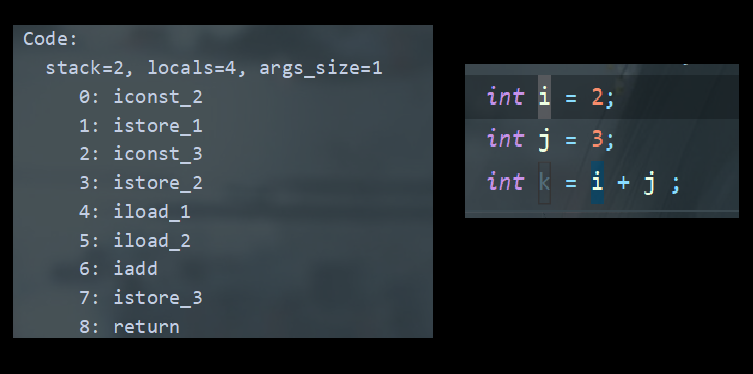 Code:
stack=2, locals=4, args_size=1
0: iconst_2
1: istore_1
2: iconst_3
3: istore_2
4: iload_1
5: iload_2
6: iadd
7: istore_3
8: return
int i = 2;
int j = 3;
int k = i + j ;